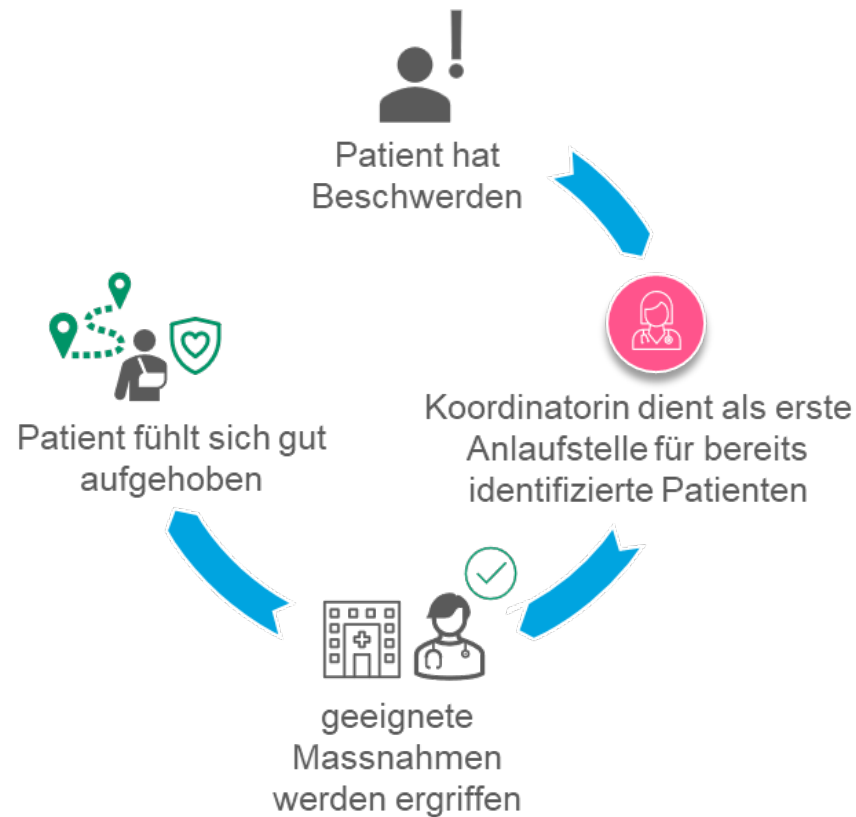 Patient hat
Beschwerden
Koordinatorin dient als erste
Anlaufstelle für bereits
identifizierte Patienten
geeignete
Massnahmen
werden ergriffen
Patient fühlt sich gut
aufgehoben